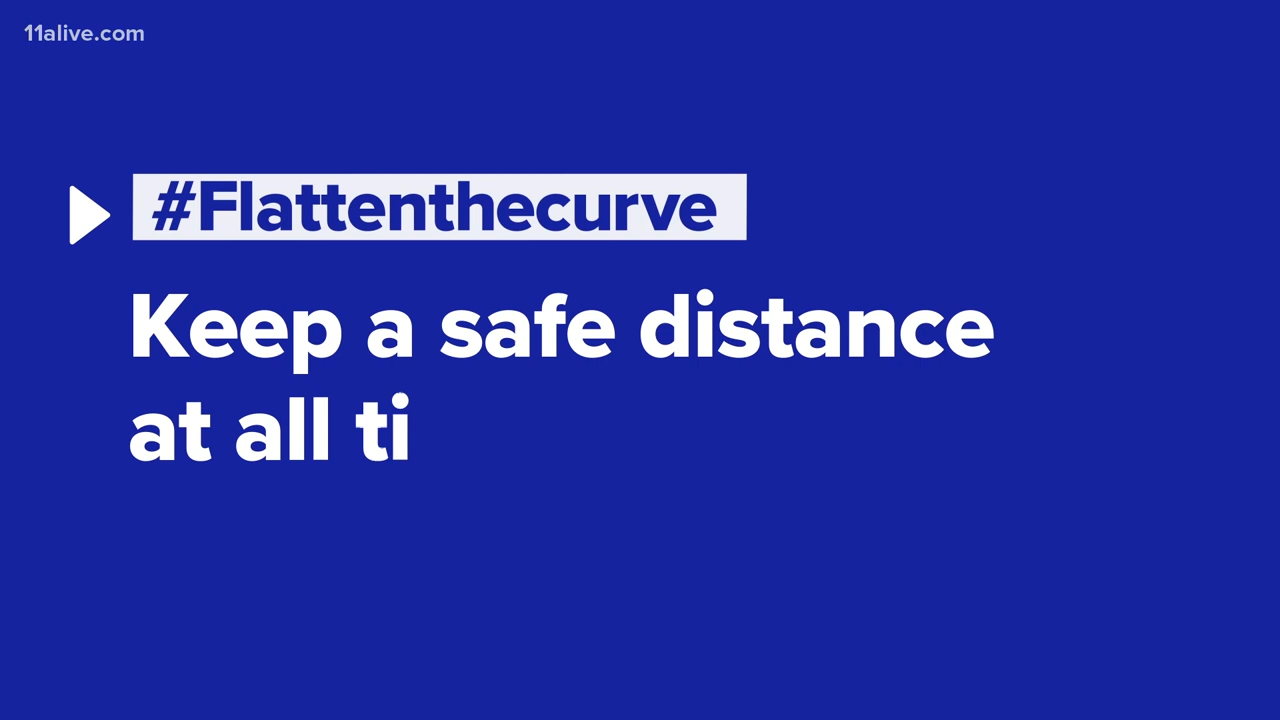 11alive.com
#Flattenthecurve
Keep a safe distance
at all ti